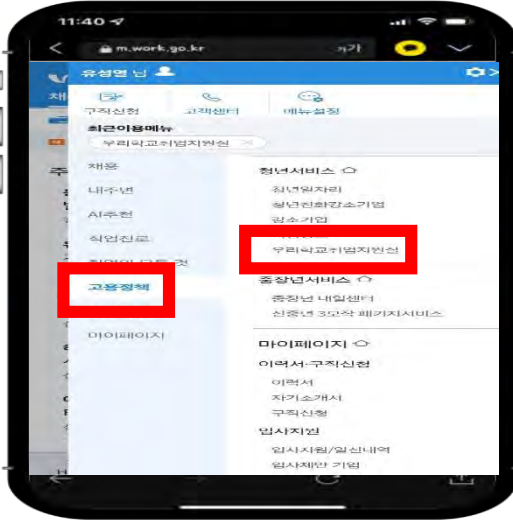 11:40
m.work.go.kr
가가
유성열 님
구직신청
고객센터
메뉴설정
최근이용메뉴
우리학교취업지원실
채용
내주변
AI추천
직업진로
고용정책
마이페이지
청년서비스
청년일자리
청년친화강소기업
강소기업
우리학교취업지원실
중장년서비스
중장년 내일센터
신중년 3모작 패키지서비스
마이페이지
이력서·구직신청
이력서
자기소개서
구직신청
입사지원
입사지원/알선내역
입사제안 기업